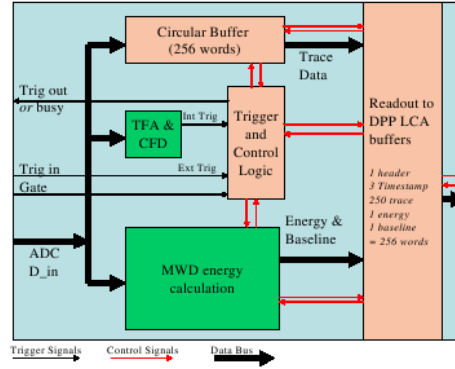 Circular Buffer
(256 words)
Trace
Data
Trig out
or busy
TFA &
CFD
Int Trig
Trigger
and
Control
Logic
Readout to
DPP LCA
buffers
1 header
3 Timestamp
250 trace
1 energy
1 baseline
= 256 words
Trig in
Ext Trig
Gate
Energy &
Baseline
ADC
D_in
MWD energy
calculation
Trigger Signals
Control Signals
Data Bus